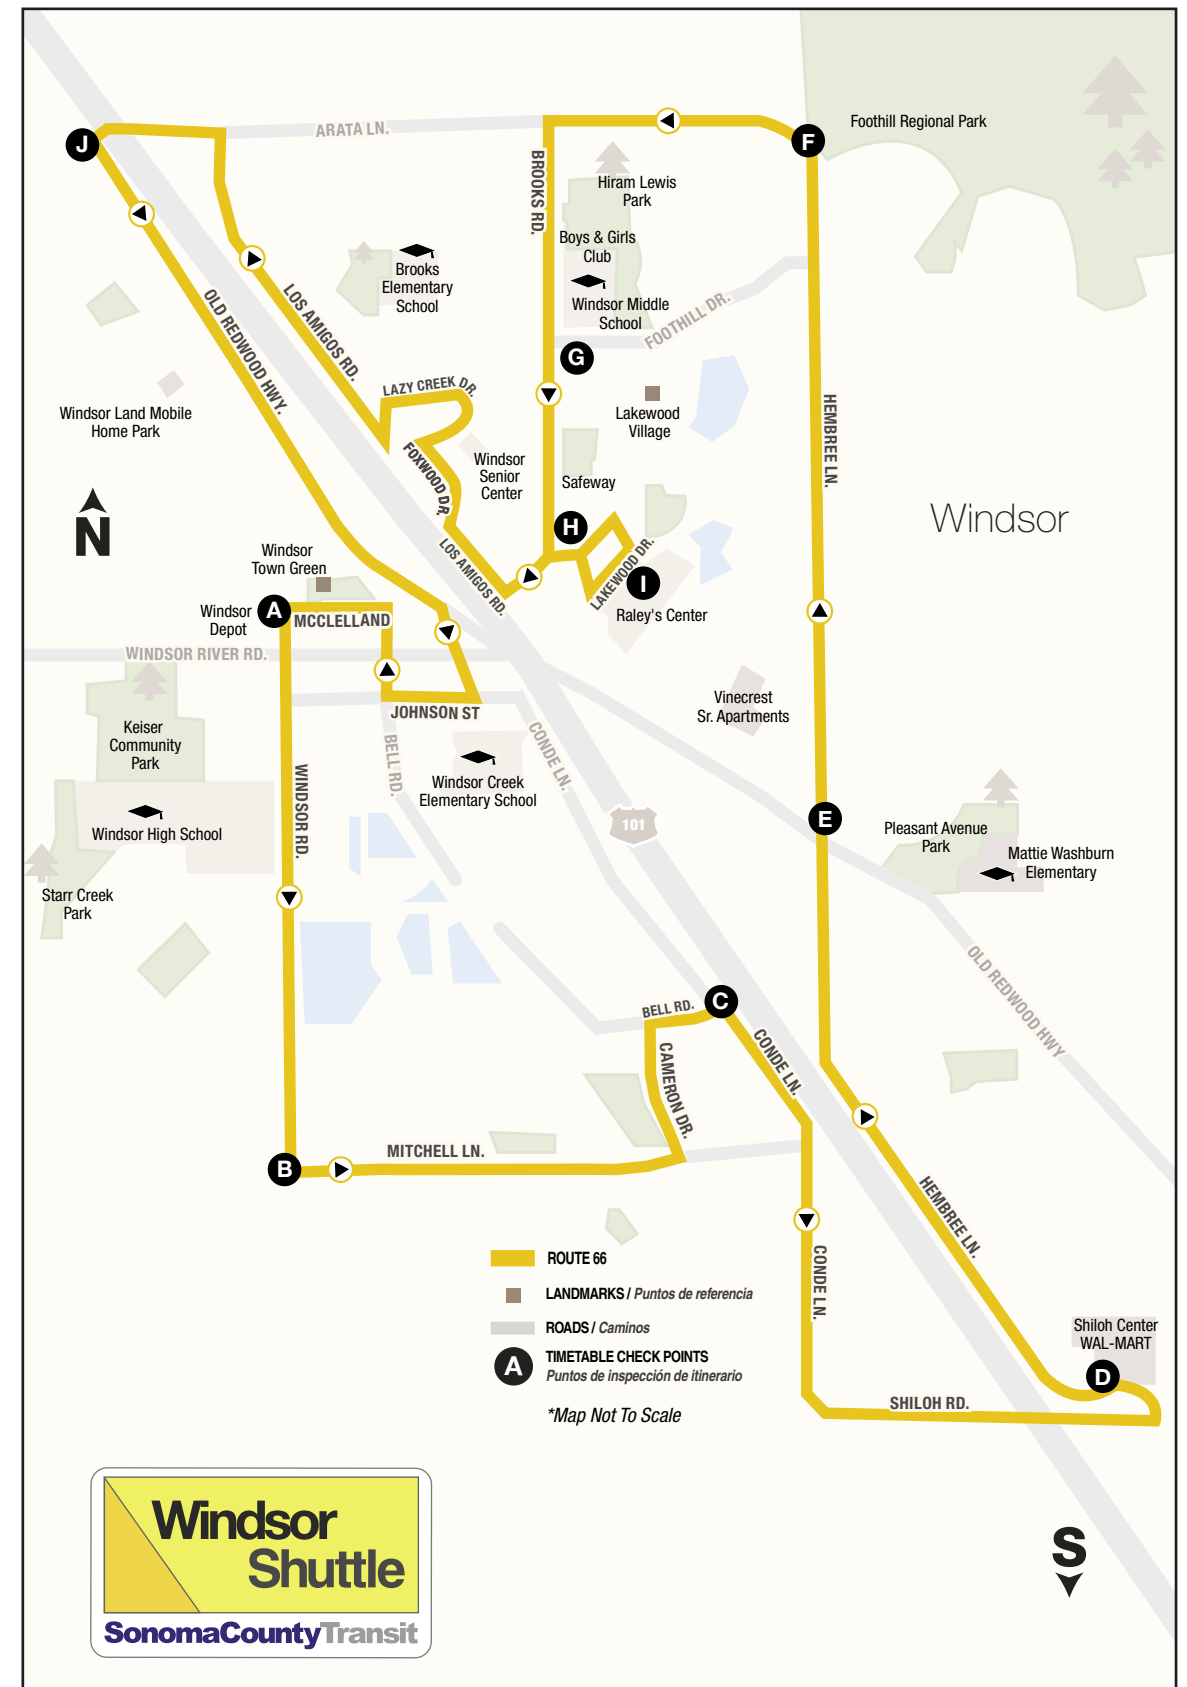 J
ARATA LN.
F
Foothill Regional Park
BROOKS RD.
Hiram Lewis
Park
Boys & Girls
Club
Brooks
Elementary
School
Windsor Middle
School
FOOTHILL DR.
OLD REDWOOD HWY.
LOS AMIGOS RD.
G
LAZY CREEK DR.
Lakewood
Village
HEMBREE LN.
Windsor Land Mobile
Home Park
FOXWOOD DR.
Windsor
Senior
Center
Safeway
N
Windsor
H
LOS AMIGOS RD.
LAKEWOOD DR.
I
Raley's Center
Windsor
Town Green
A
Windsor
Depot
MCCLELLAND
WINDSOR RIVER RD.
JOHNSON ST
Vinecrest
Sr. Apartments
Keiser
Community
Park
BELL RD.
CONDE LN.
Windsor Creek
Elementary School
WINDSOR RD.
101
E
Pleasant Avenue
Park
Mattie Washburn
Elementary
Windsor High School
Starr Creek
Park
OLD REDWOOD HWY
C
BELL RD.
CONDE LN.
CAMERON DR.
MITCHELL LN.
B
HEMBREE LN.
CONDE LN.
ROUTE 66
LANDMARKS / Puntos de referencia
ROADS / Caminos
A
TIMETABLE CHECK POINTS
Puntos de inspección de itinerario
*Map Not To Scale
Shiloh Center
WAL-MART
D
SHILOH RD.
Windsor
Shuttle
SonomaCountyTransit
S